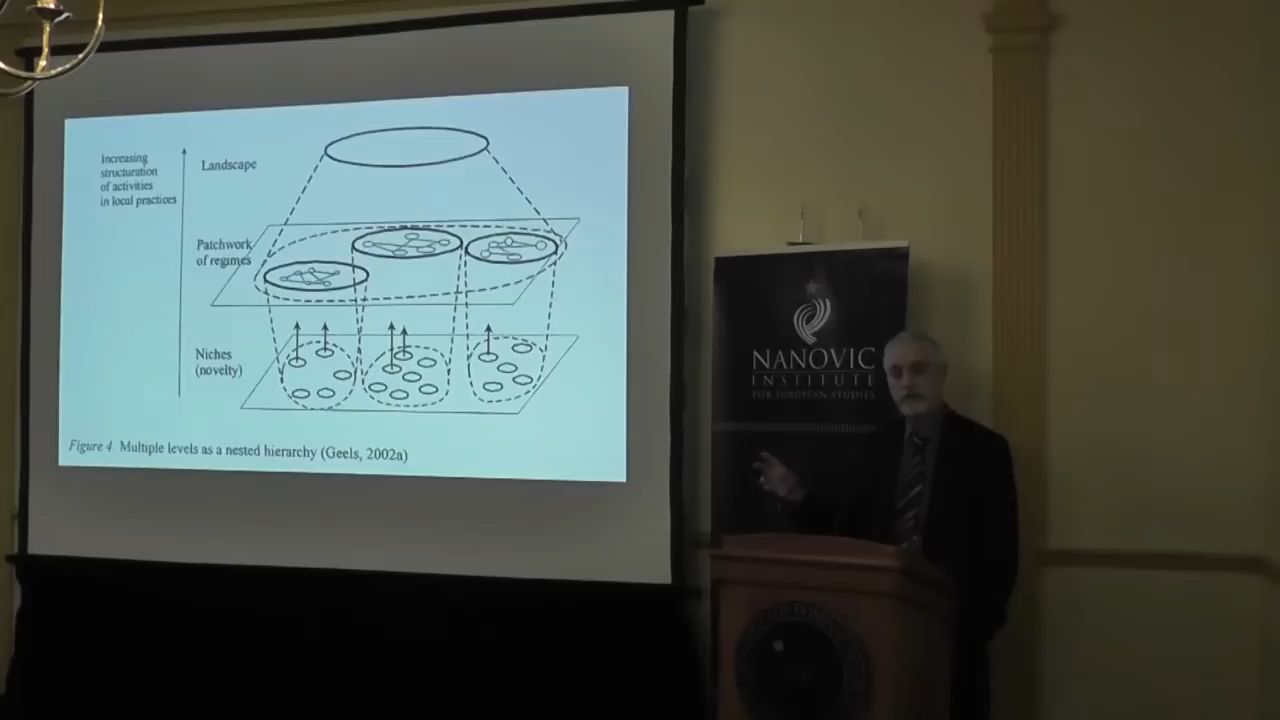 Increasing
structuration
of activities
in local practices
Landscape
Patchwork
of regimes
Niches
(novelty)
Figure 4. Multiple levels as a nested hierarchy (Geels, 2002a)
NANOVIC
INSTITUTE
FOR EUROPEAN STUDIES